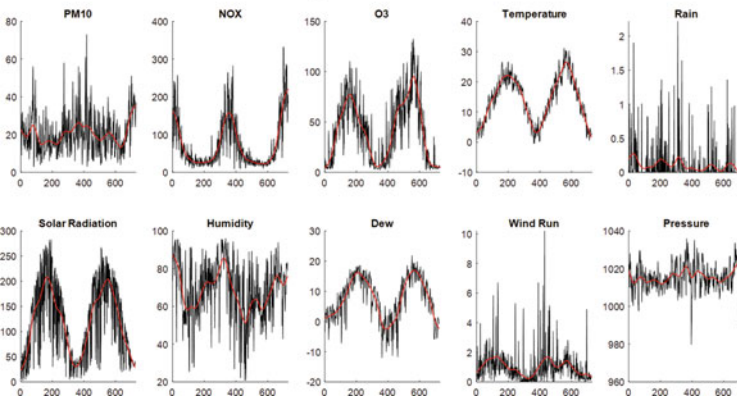 PM10 NOX O3 Temperature Rain
80 400 150 40
60 300 30 2
100 1.5
40 200 20
10 1
50
20 100 0 0.5
0 0 0 -10 0
0 200 400 600 0 200 400 600 0 200 400 600 0 200 400 600 0 200 400 600
Solar Radiation Humidity Dew Wind Run Pressure
300 100 30 10 1040
250 20 8 1020
80
200 10 6
150 1000
60 0 4
100
50 40 -10 2 980
0 20 -20 0 960
0 200 400 600 0 200 400 600 0 200 400 600 0 200 400 600 0 200 400 600